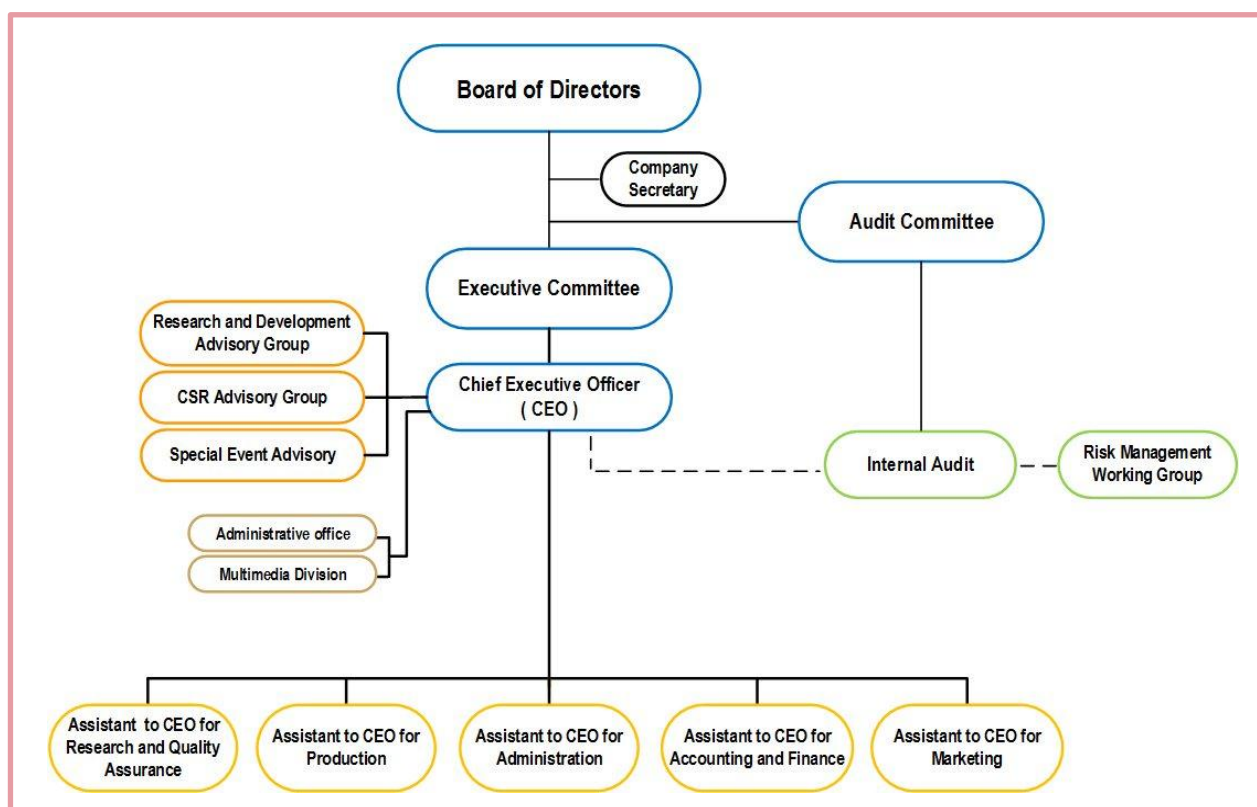 Board of Directors
Company
Secretary
Audit Committee
Executive Committee
Research and Development
Advisory Group
Chief Executive Officer
( CEO )
CSR Advisory Group
Special Event Advisory
Internal Audit
Risk Management
Working Group
Administrative office
Multimedia Division
Assistant to CEO for
Research and Quality
Assurance
Assistant to CEO for
Production
Assistant to CEO for
Administration
Assistant to CEO for
Accounting and Finance
Assistant to CEO for
Marketing